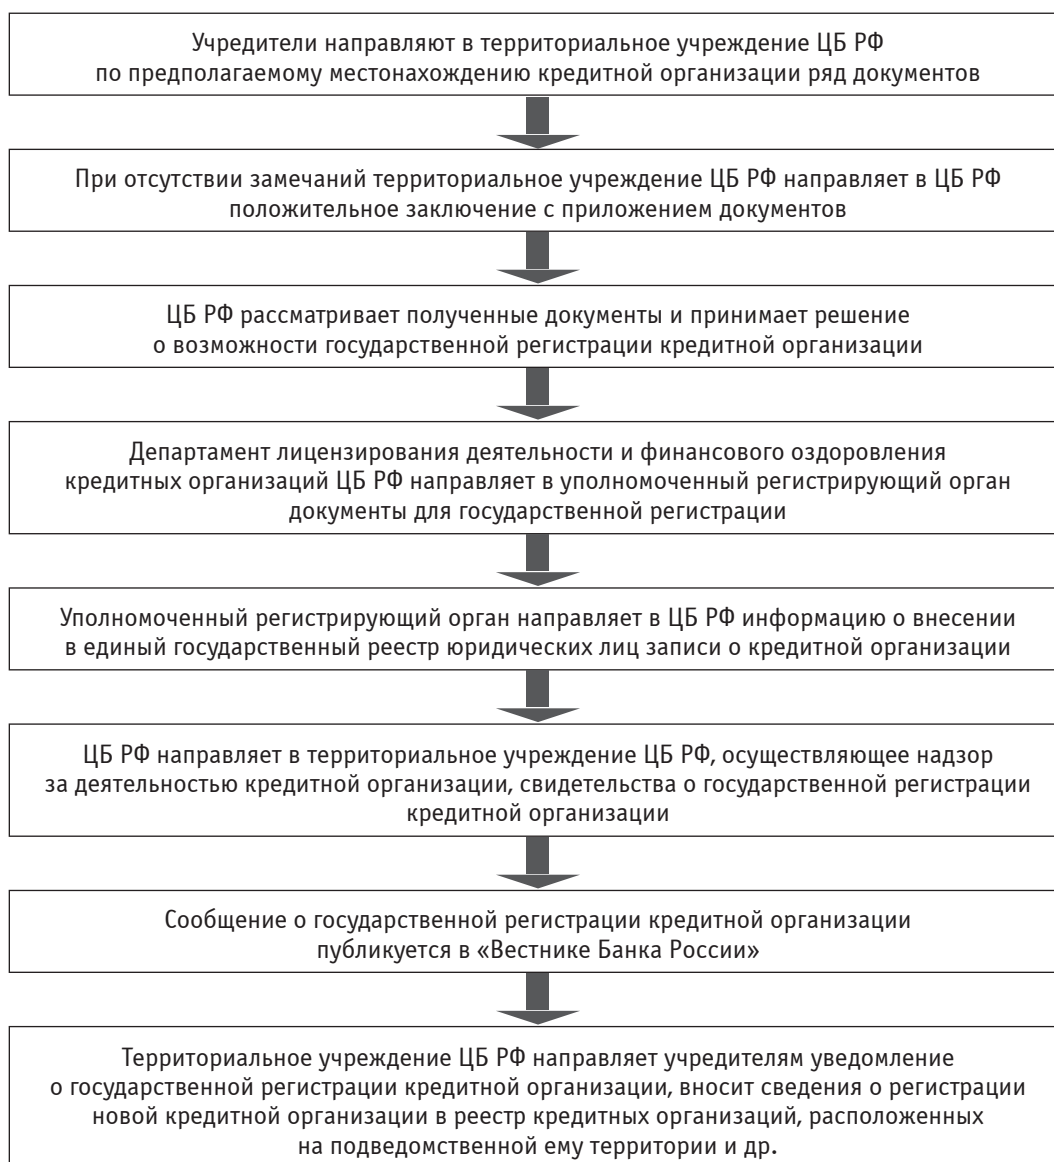 Учредители направляют в территориальное учреждение ЦБ РФ
по предполагаемому местонахождению кредитной организации ряд документов
При отсутствии замечаний территориальное учреждение ЦБ РФ направляет в ЦБ РФ
положительное заключение с приложением документов
ЦБ РФ рассматривает полученные документы и принимает решение
о возможности государственной регистрации кредитной организации
Департамент лицензирования деятельности и финансового оздоровления
кредитных организаций ЦБ РФ направляет в уполномоченный регистрирующий орган
документы для государственной регистрации
Уполномоченный регистрирующий орган направляет в ЦБ РФ информацию о внесении
в единый государственный реестр юридических лиц записи о кредитной организации
ЦБ РФ направляет в территориальное учреждение ЦБ РФ, осуществляющее надзор
за деятельностью кредитной организации, свидетельства о государственной регистрации
кредитной организации
Сообщение о государственной регистрации кредитной организации
публикуется в «Вестнике Банка России»
Территориальное учреждение ЦБ РФ направляет учредителям уведомление
о государственной регистрации кредитной организации, вносит сведения о регистрации
новой кредитной организации в реестр кредитных организаций, расположенных
на подведомственной ему территории и др.